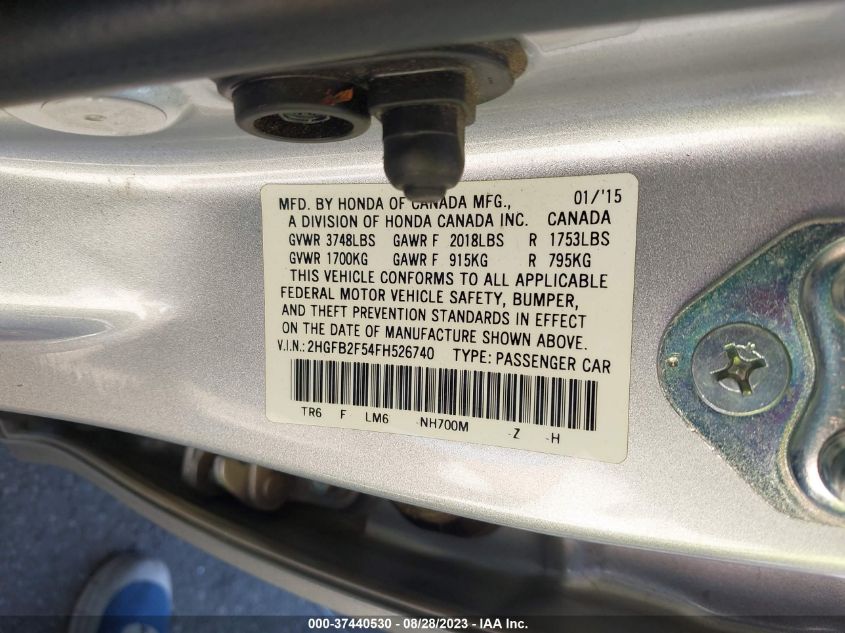 MFD. BY HONDA OF CANADA MFG., 01/'15
A DIVISION OF HONDA CANADA INC. CANADA
GVWR 3748LBS GAWR F 2018LBS R 1753LBS
GVWR 1700KG GAWR F 915KG R 795KG
THIS VEHICLE CONFORMS TO ALL APPLICABLE
FEDERAL MOTOR VEHICLE SAFETY, BUMPER,
AND THEFT PREVENTION STANDARDS IN EFFECT
ON THE DATE OF MANUFACTURE SHOWN ABOVE.
V.I.N.: 2HGFB2F54FH526740 TYPE: PASSENGER CAR
TR6 F LM6 -NH700M -Z -H
000-37440530 - 08/28/2023 - IAA Inc.